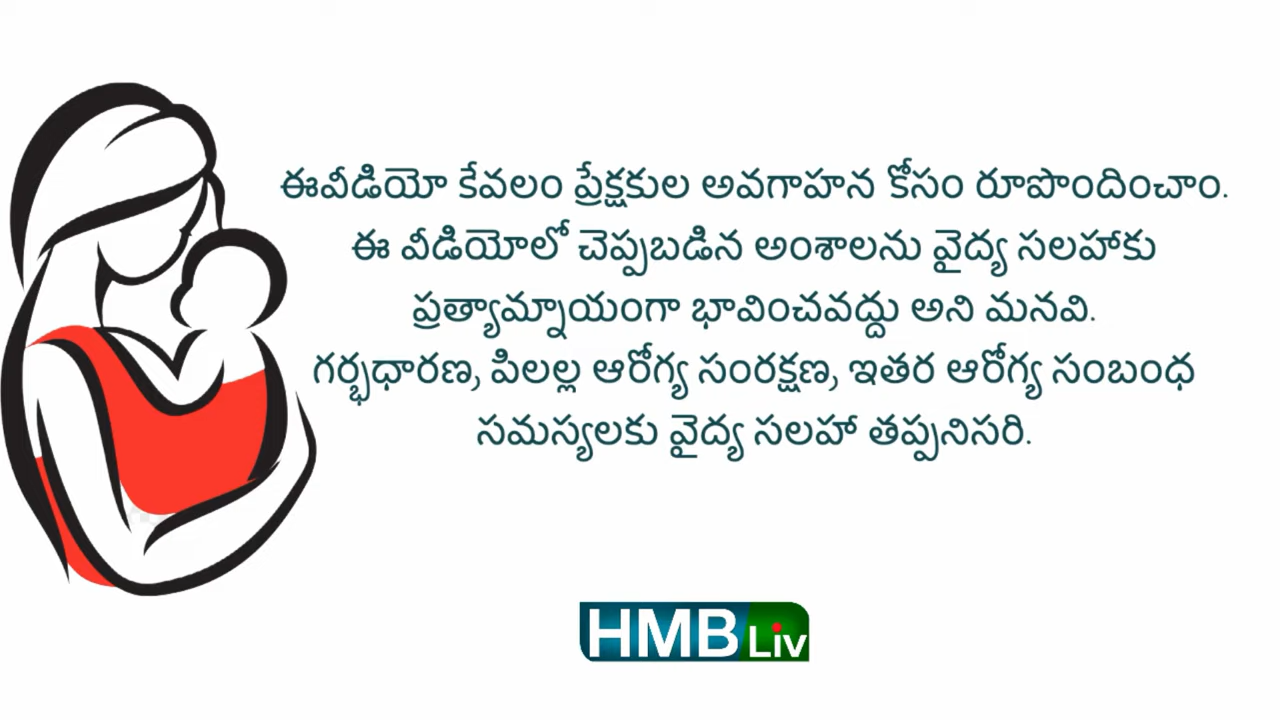 ఈవీడియో కేవలం ప్రేక్షకుల అవగాహన కోసం రూపొందించాం.
ఈ వీడియోలో చెప్పబడిన అంశాలను వైద్య సలహాకు
ప్రత్యామ్నాయంగా భావించవద్దు అని మనవి.
గర్భధారణ, పిలల్ల ఆరోగ్య సంరక్షణ, ఇతర ఆరోగ్య సంబంధ
సమస్యలకు వైద్య సలహా తప్పనిసరి.
HMB Liv